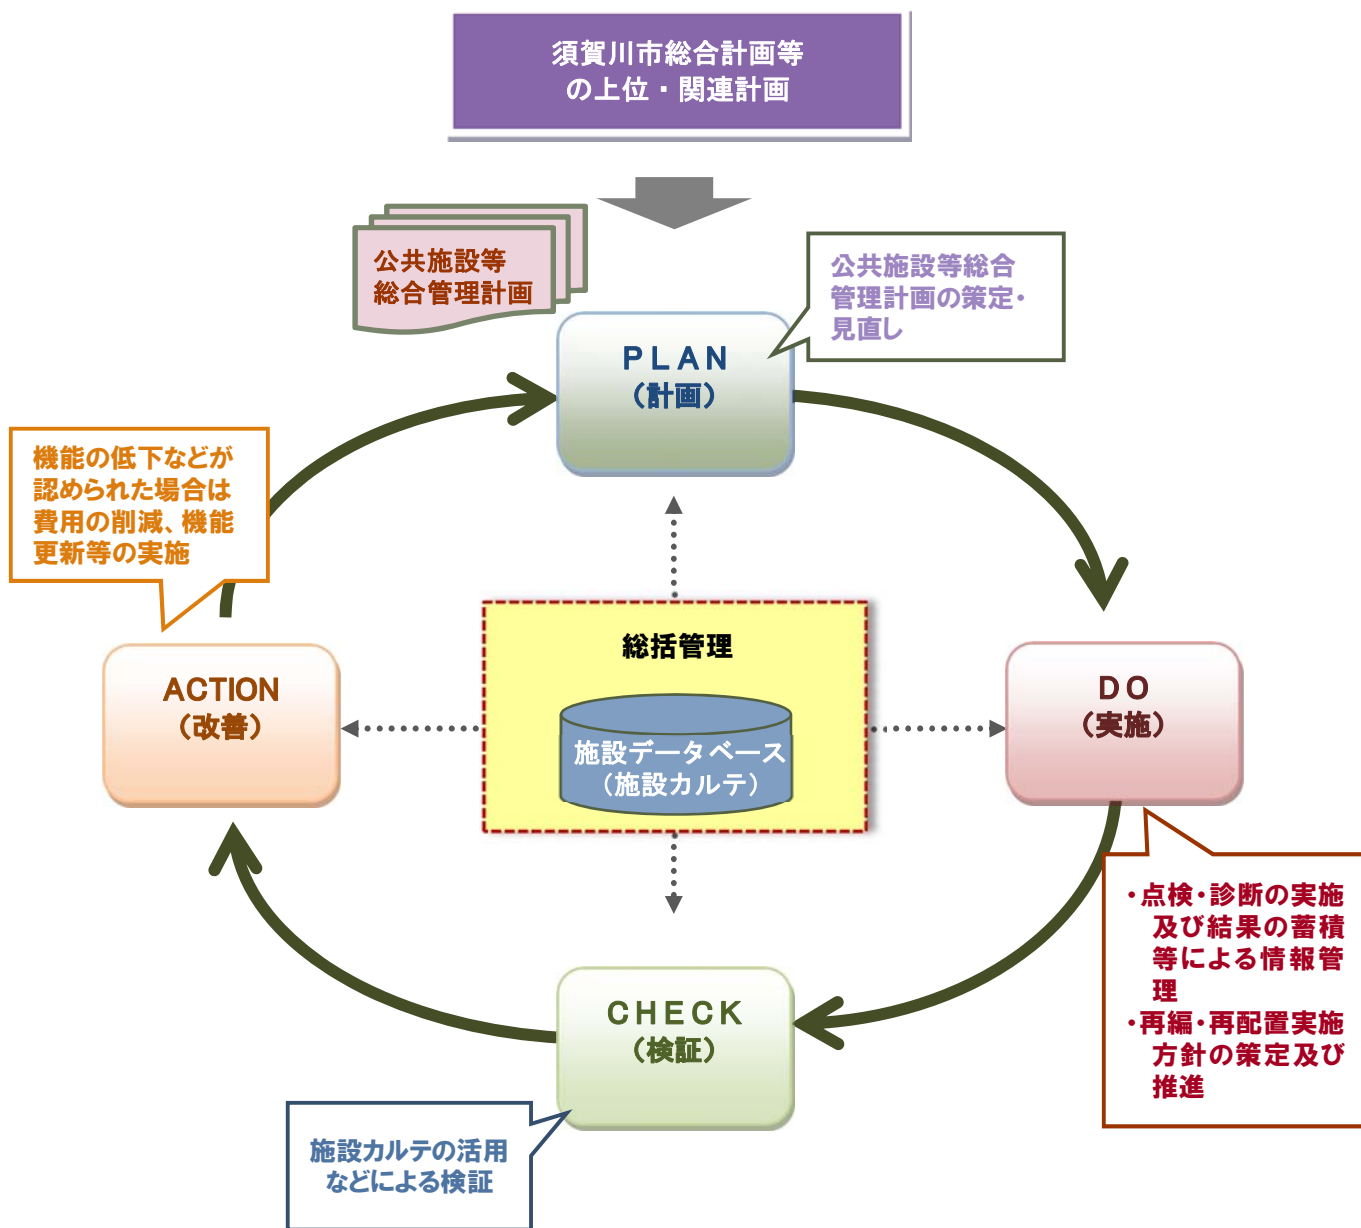 須賀川市総合計画等
の上位・関連計画
公共施設等
総合管理計画
公共施設等総合
管理計画の策定・
見直し
PLAN
（計画）
機能の低下などが
認められた場合は
費用の削減、機能
更新等の実施
総括管理
施設データベース
（施設カルテ）
ACTION
（改善）
DO
（実施）
・点検・診断の実施
及び結果の蓄積
等による情報管
理
・再編・再配置実施
方針の策定及び
推進
CHECK
（検証）
施設カルテの活用
などによる検証